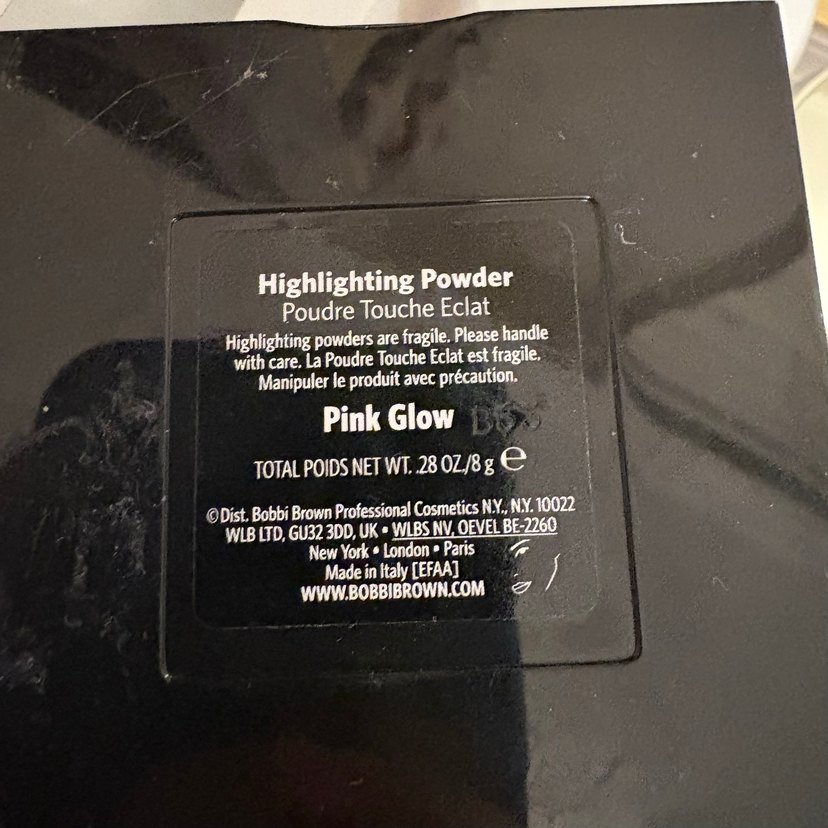 Highlighting Powder
Poudre Touche Eclat
Highlighting powders are fragile. Please handle
with care. La Poudre Touche Eclat est fragile.
Manipuler le produit avec précaution.
Pink Glow
TOTAL POIDS NET WT. .28 OZ./8 g ℮
©Dist. Bobbi Brown Professional Cosmetics N.Y., N.Y. 10022
WLB LTD, GU32 3DD, UK • WLBS NV, OEVEL BE-2260
New York • London • Paris
Made in Italy [EFAA]
WWW.BOBBIBROWN.COM